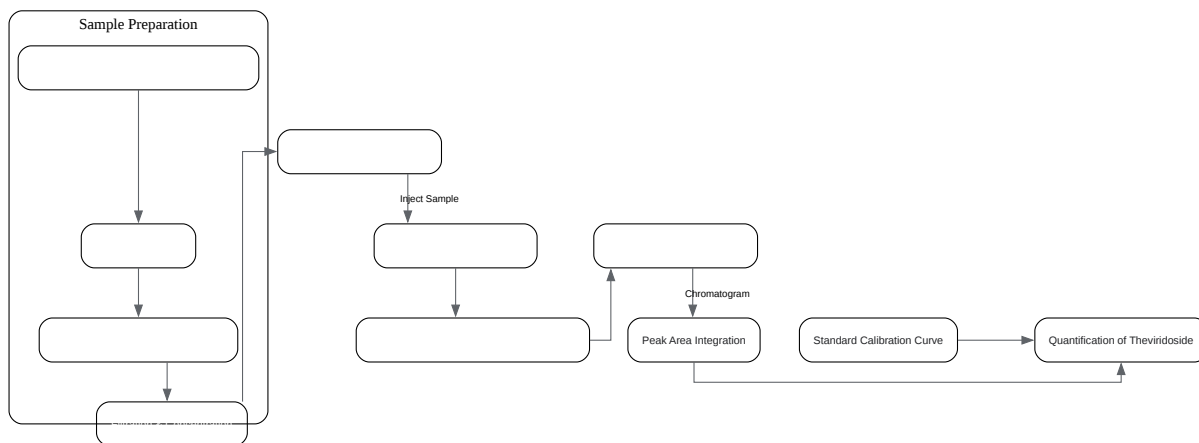 Sample Preparation
Inject Sample
Chromatogram
Peak Area Integration
Standard Calibration Curve
Quantification of Theviridoside